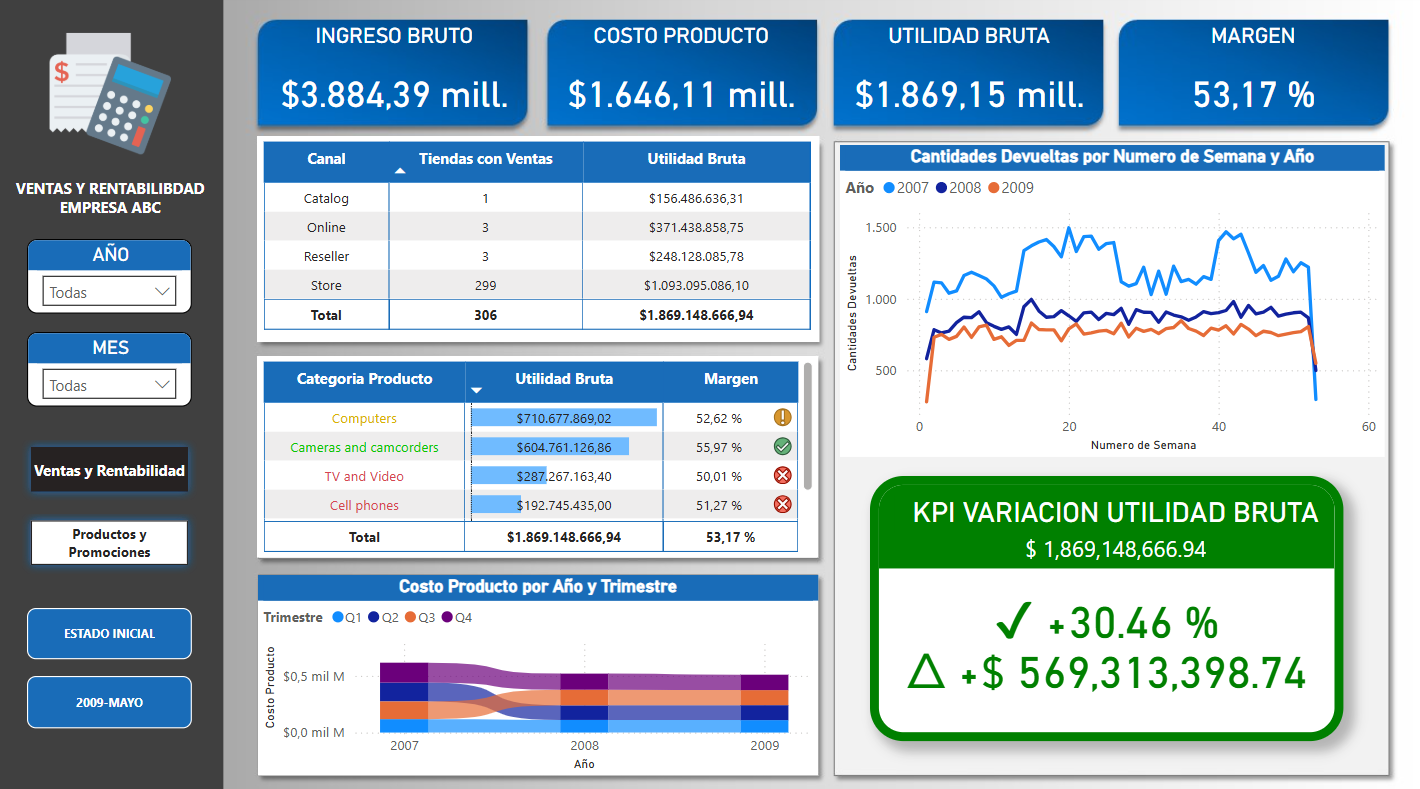 $
VENTAS Y RENTABILIBDAD
EMPRESA ABC
AÑO
Todas
MES
Todas
Ventas y Rentabilidad
Productos y
Promociones
ESTADO INICIAL
2009-MAYO
INGRESO BRUTO
$3.884,39 mill.
COSTO PRODUCTO
$1.646,11 mill.
UTILIDAD BRUTA
$1.869,15 mill.
MARGEN
53,17 %
Canal Tiendas con Ventas Utilidad Bruta
Catalog 1 $156.486.636,31
Online 3 $371.438.858,75
Reseller 3 $248.128.085,78
Store 299 $1.093.095.086,10
Total 306 $1.869.148.666,94
Categoria Producto Utilidad Bruta Margen
Computers $710.677.869,02 52,62 %
Cameras and camcorders $604.761.126,86 55,97 %
TV and Video $287.267.163,40 50,01 %
Cell phones $192.745.435,00 51,27 %
Total $1.869.148.666,94 53,17 %
Costo Producto por Año y Trimestre
Trimestre Q1 Q2 Q3 Q4
Costo Producto
$0,5 mil M
$0,0 mil M
2007 2008 2009
Año
Cantidades Devueltas por Numero de Semana y Año
Año 2007 2008 2009
Cantidades Devueltas
1.500
1.000
500
0 20 40 60
Numero de Semana
KPI VARIACION UTILIDAD BRUTA
$ 1,869,148,666.94
✓ +30.46 %
△ +$ 569,313,398.74